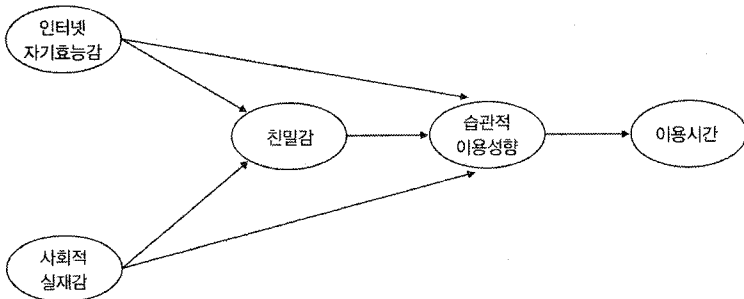 인터넷
자기효능감
친밀감
습관적
이용성향
이용시간
사회적
실재감